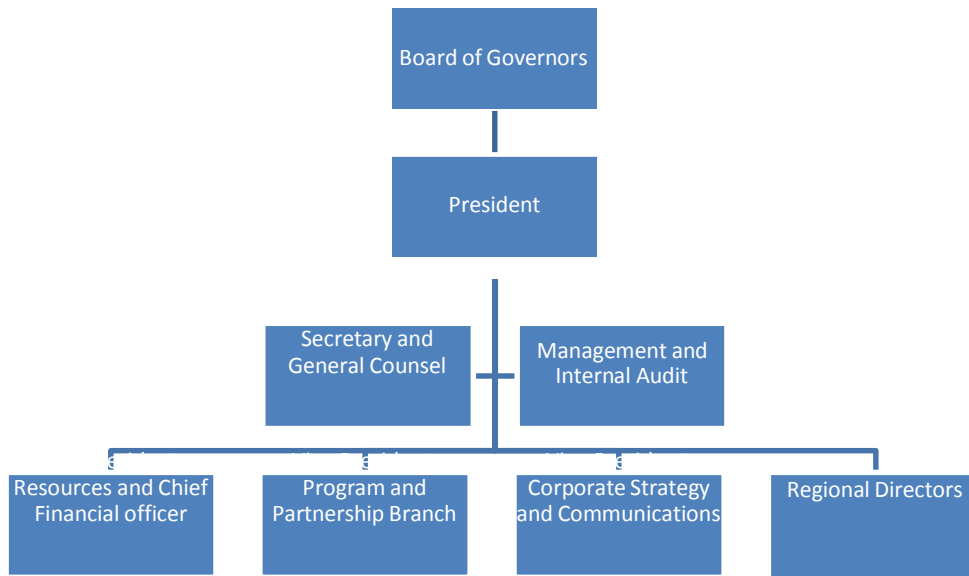 Board of Governors
President
Secretary and
General Counsel
Management and
Internal Audit
Resources and Chief
Financial officer
Program and
Partnership Branch
Corporate Strategy
and Communications
Regional Directors